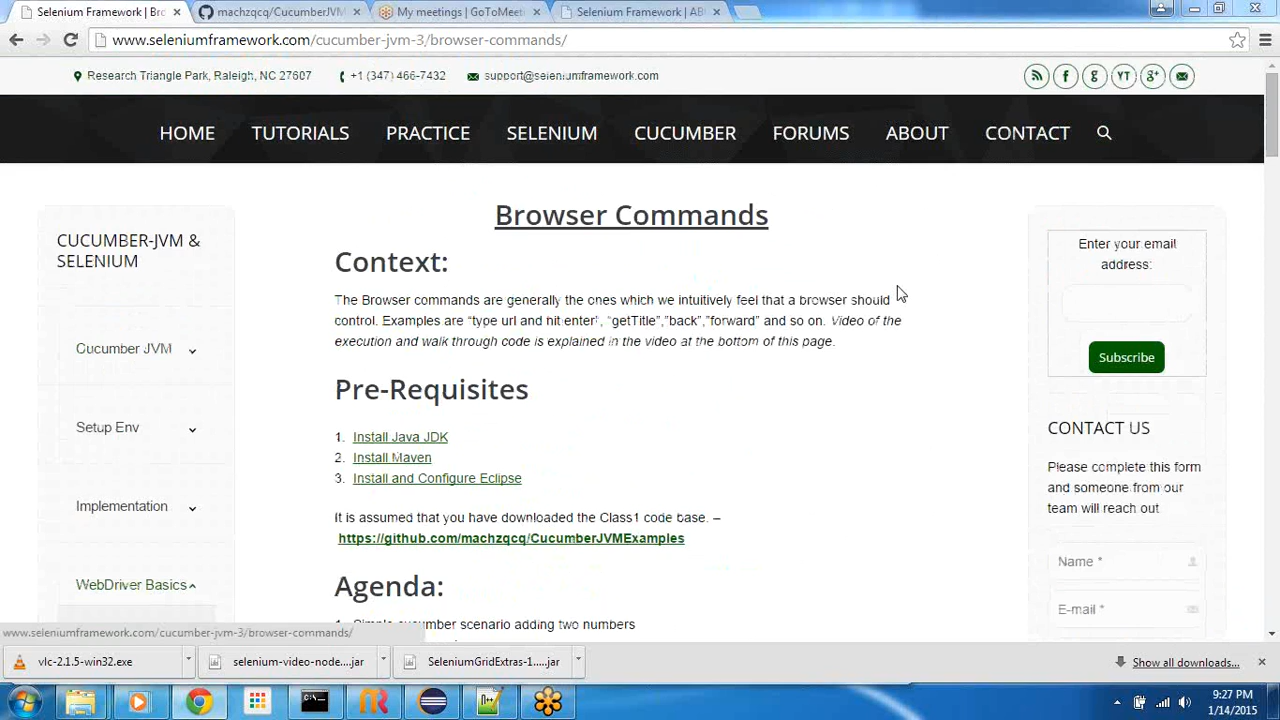 Selenium Framework | Bro
machzqcq/CucumberJVM
My meetings | GoToMeeti
Selenium Framework | AB
www.seleniumframework.com/cucumber-jvm-3/browser-commands/
Research Triangle Park, Raleigh, NC 27607
+1 (347) 466-7432
support@seleniumframework.com
HOME TUTORIALS PRACTICE SELENIUM CUCUMBER FORUMS ABOUT CONTACT
Browser Commands
CUCUMBER-JVM &
SELENIUM
Cucumber JVM
Setup Env
Implementation
WebDriver Basics
Context:
The Browser commands are generally the ones which we intuitively feel that a browser should
control. Examples are “type url and hit enter”, “getTitle”,”back”,”forward” and so on. Video of the
execution and walk through code is explained in the video at the bottom of this page.
Pre-Requisites
1. Install Java JDK
2. Install Maven
3. Install and Configure Eclipse
It is assumed that you have downloaded the Class1 code base. –
https://github.com/machzqcq/CucumberJVMExamples
Agenda:
1. Simple cucumber scenario adding two numbers
Enter your email
address:
Subscribe
CONTACT US
Please complete this form
and someone from our
team will reach out
Name *
E-mail *
www.seleniumframework.com/cucumber-jvm-3/browser-commands/
vlc-2.1.5-win32.exe
selenium-video-node....jar
SeleniumGridExtras-1.....jar
Show all downloads...
9:27 PM
1/14/2015